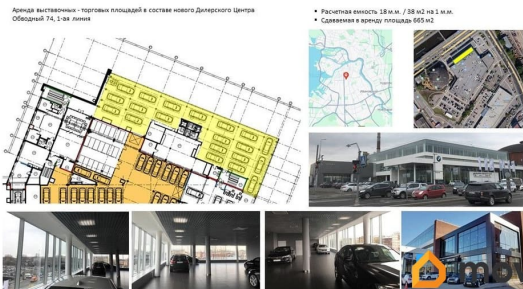 Аренда выставочных - торговых площадей в составе нового Дилерского Центра
Обводный 74, 1-ая линия
• Расчетная емкость 18 м.м. / 38 м2 на 1 м.м.
• Сдаваемая в аренду площадь 665 м2